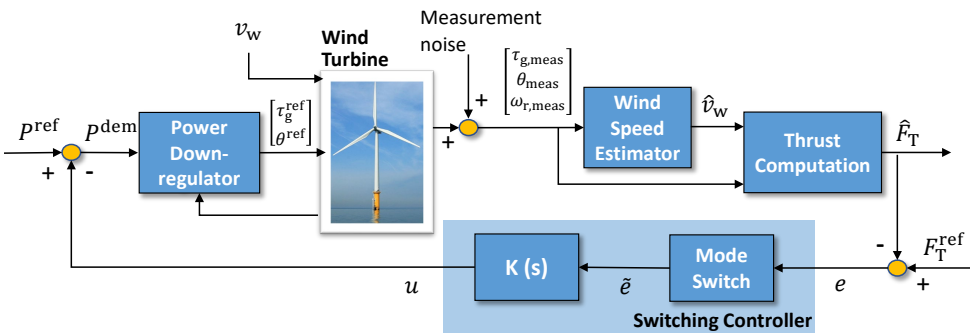 Measurement
noise
v_w
Wind
Turbine
[τ_g,meas
θ_meas
ω_r,meas]
+
+
P^ref
+
-
P^dem
Power
Down-
regulator
[τ_g^ref
θ^ref]
Wind
Speed
Estimator
v̂_w
Thrust
Computation
F̂_T
-
F_T^ref
+
K (s)
Mode
Switch
u
ẽ
e
Switching Controller